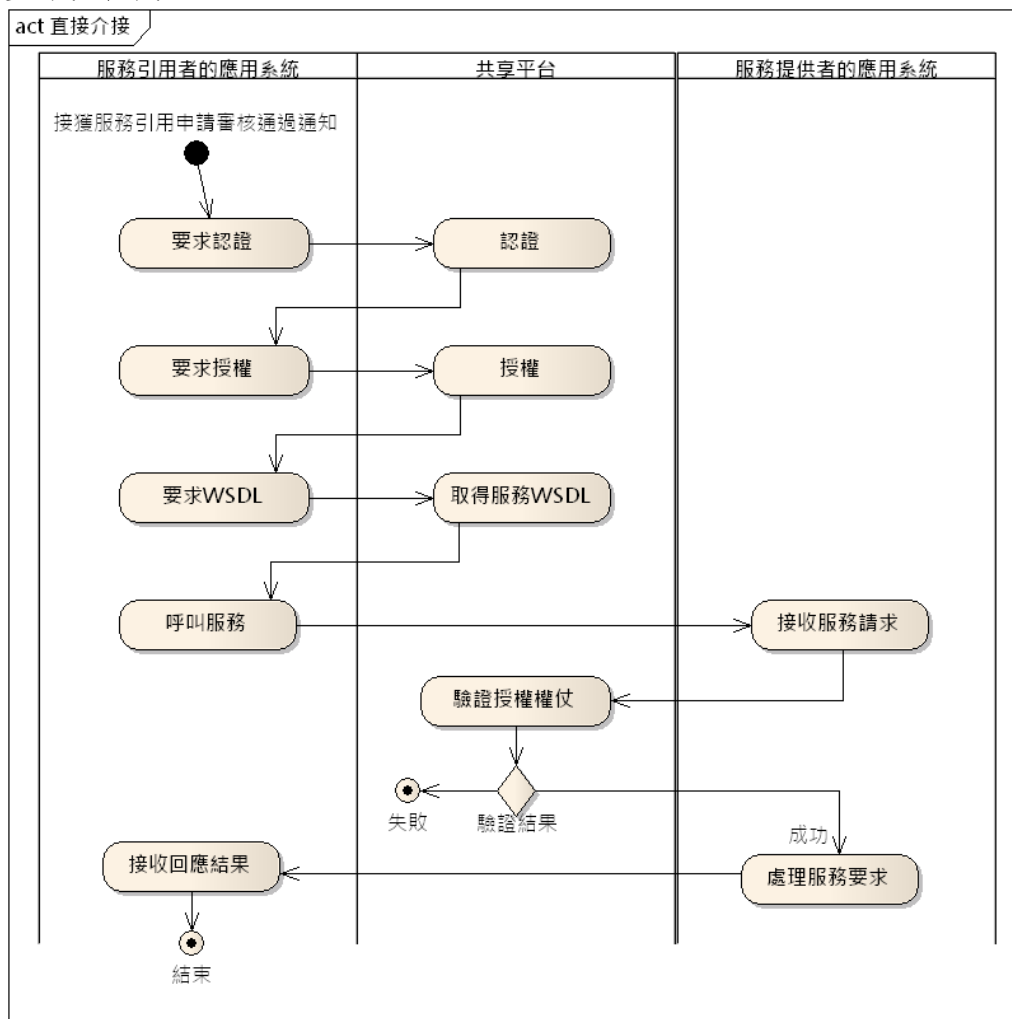 act 直接介接
服務引用者的應用系統
共享平台
服務提供者的應用系統
接獲服務引用申請審核通過通知
要求認證
認證
要求授權
授權
要求WSDL
取得服務WSDL
呼叫服務
接收服務請求
驗證授權權仗
失敗
驗證結果
成功
接收回應結果
處理服務要求
結束